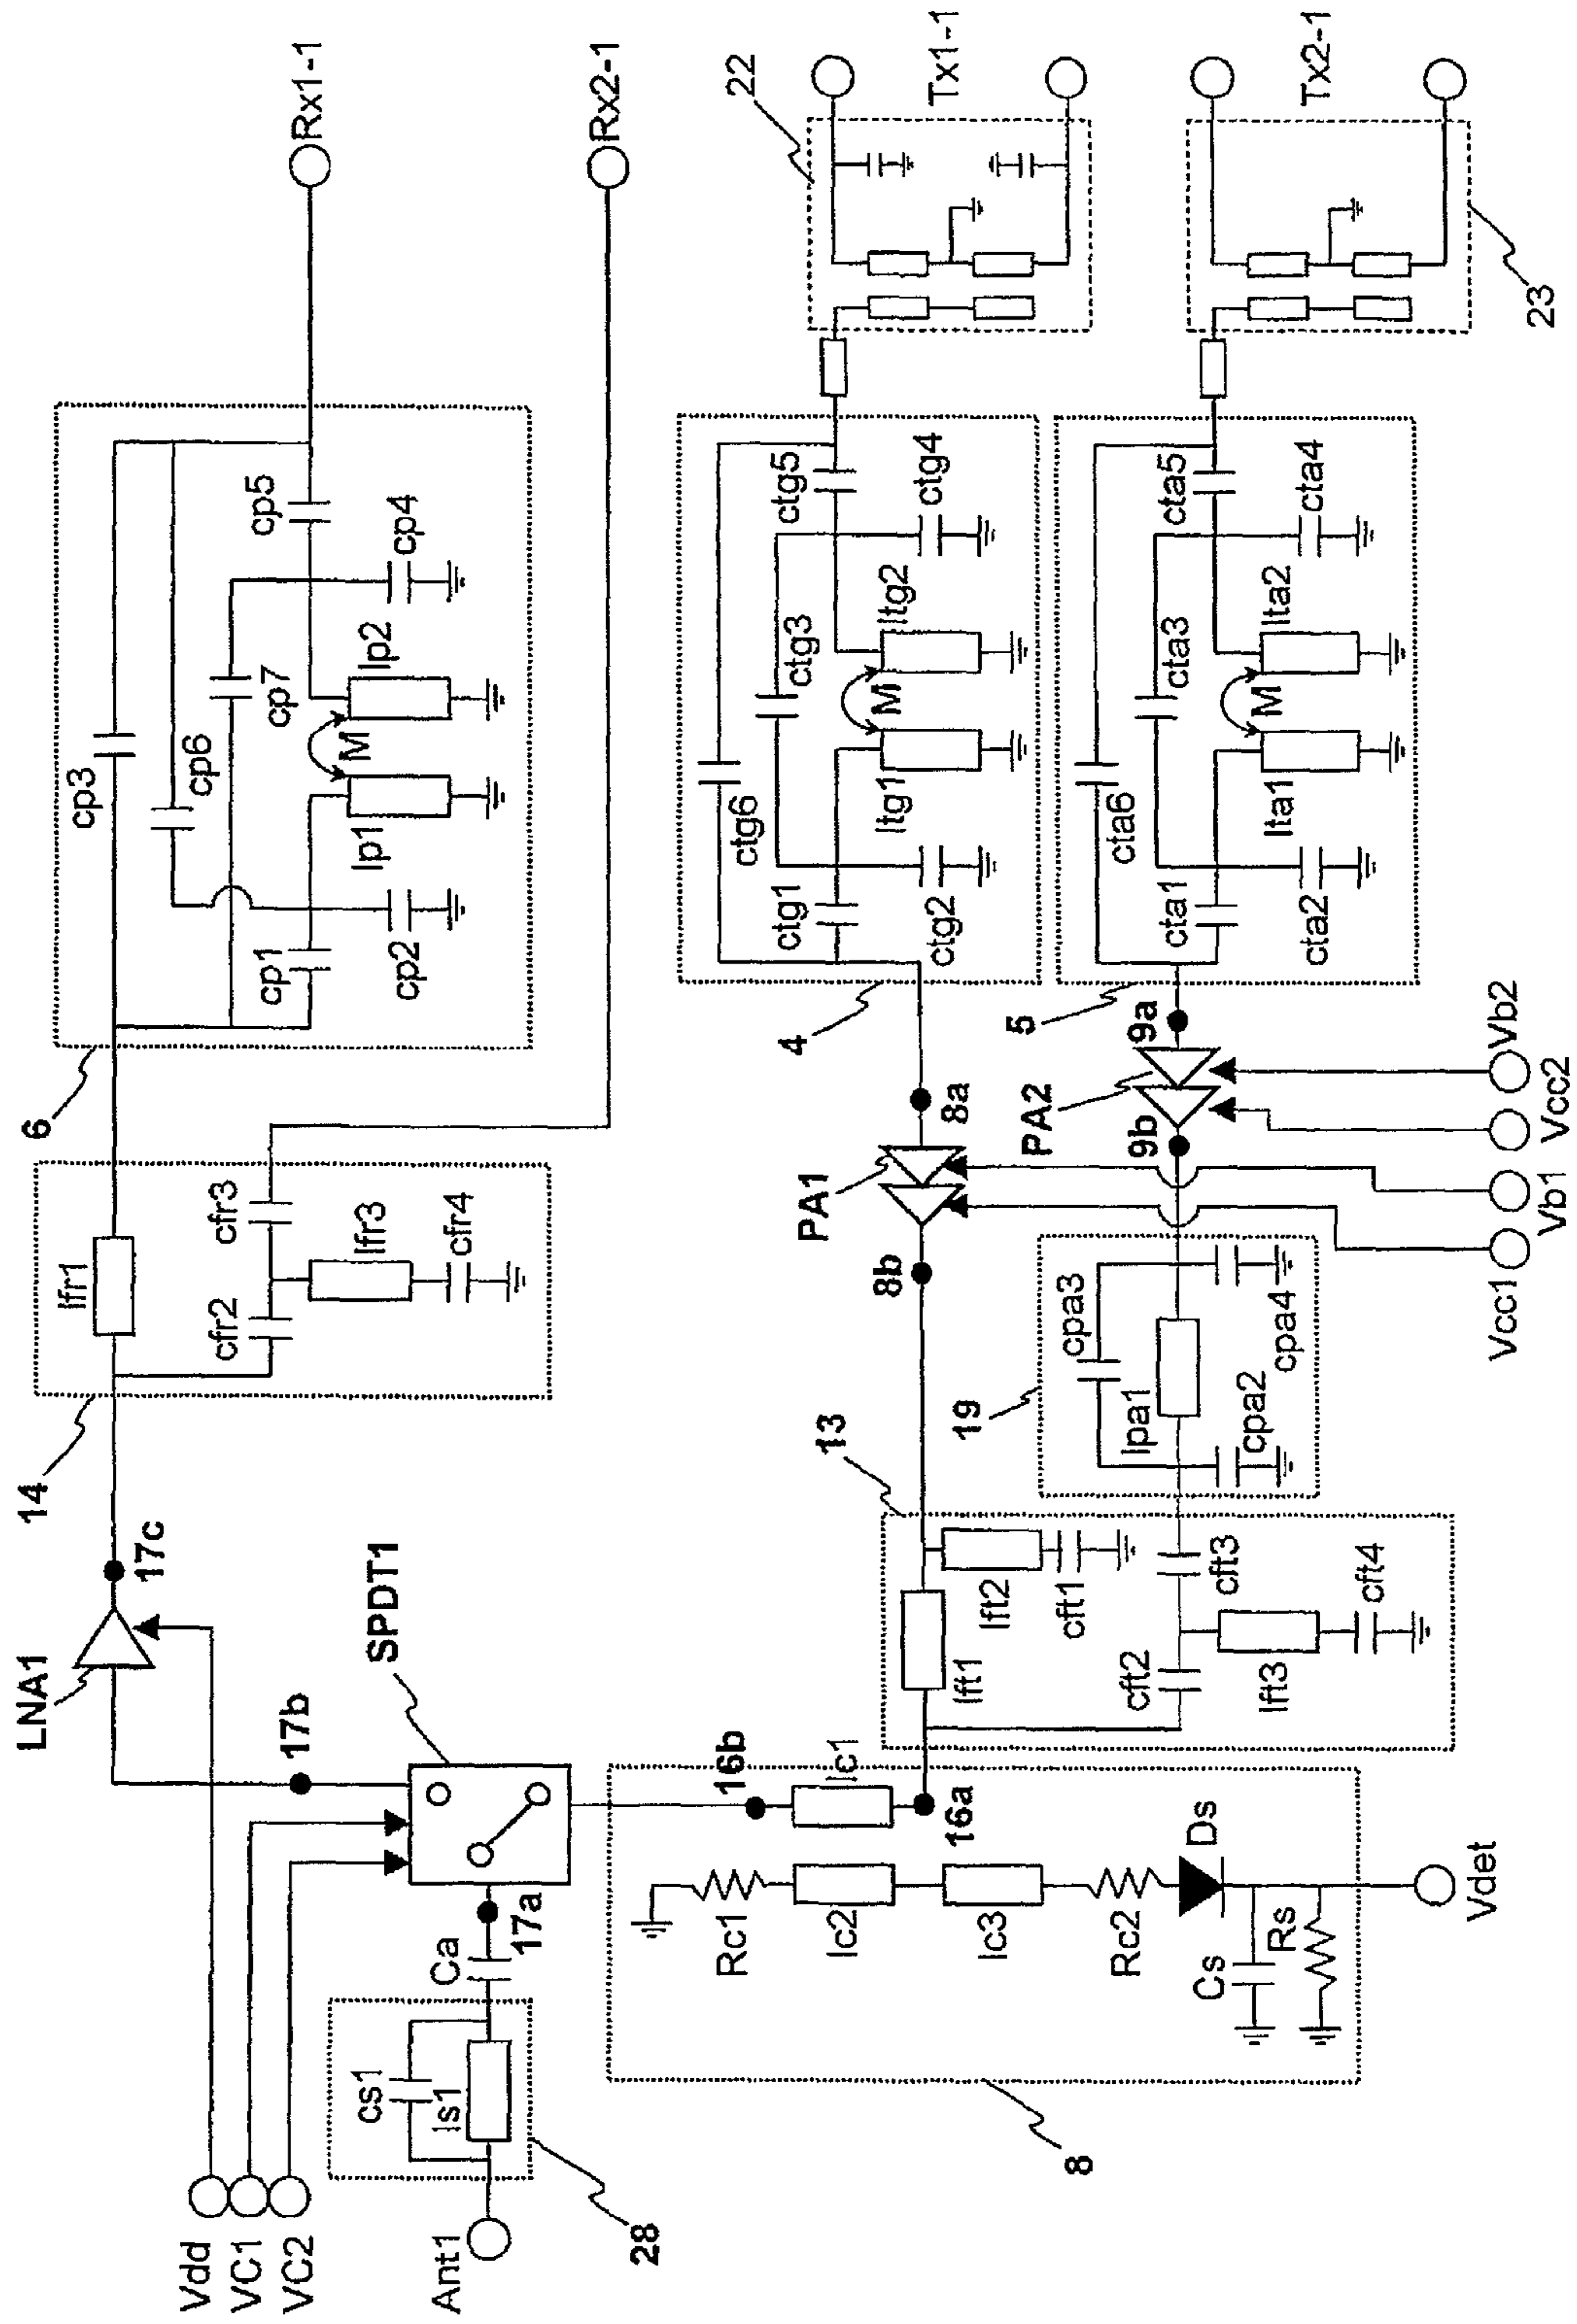 Vdd
VC1
VC2
Ant1
28
cs1
ls1
Ca
17a
SPDT1
17b
LNA1
17c
14
lfr1
cfr2
cfr3
lfr3
cfr4
6
cp3
cp6
cp7
cp1
cp2
lp1
M
lp2
cp5
cp4
Rx1-1
Rx2-1
8
16b
lc1
16a
Rc1
lc2
lc3
Rc2
Ds
Cs
Rs
Vdet
13
lft1
lft2
cft1
cft2
cft3
lft3
cft4
19
cpa3
lpa1
cpa2
cpa4
8b
PA1
8a
9b
PA2
9a
Vcc1
Vb1
Vcc2
Vb2
4
ctg6
ctg3
ctg1
ctg2
ltg1
M
ltg2
ctg5
ctg4
5
cta6
cta3
cta1
cta2
lta1
M
lta2
cta5
cta4
22
Tx1-1
23
Tx2-1